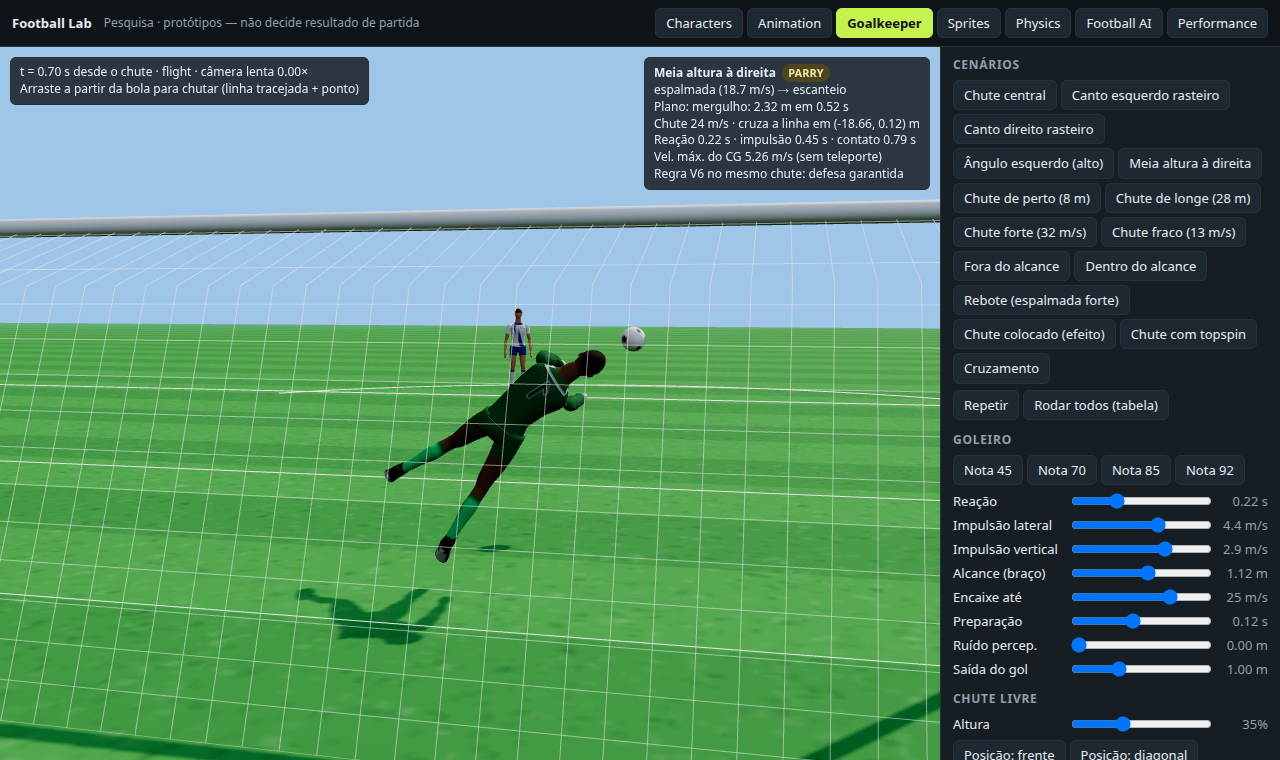 Football Lab Pesquisa · protótipos — não decide resultado de partida
Characters Animation Goalkeeper Sprites Physics Football AI Performance
t = 0.70 s desde o chute · flight · câmera lenta 0.00×
Arraste a partir da bola para chutar (linha tracejada + ponto)
Meia altura à direita PARRY
espalmada (18.7 m/s) → escanteio
Plano: mergulho: 2.32 m em 0.52 s
Chute 24 m/s · cruza a linha em (-18.66, 0.12) m
Reação 0.22 s · impulsão 0.45 s · contato 0.79 s
Vel. máx. do CG 5.26 m/s (sem teleporte)
Regra V6 no mesmo chute: defesa garantida
CENÁRIOS
Chute central Canto esquerdo rasteiro
Canto direito rasteiro
Ângulo esquerdo (alto) Meia altura à direita
Chute de perto (8 m) Chute de longe (28 m)
Chute forte (32 m/s) Chute fraco (13 m/s)
Fora do alcance Dentro do alcance
Rebote (espalmada forte)
Chute colocado (efeito) Chute com topspin
Cruzamento
Repetir Rodar todos (tabela)
GOLEIRO
Nota 45 Nota 70 Nota 85 Nota 92
Reação 0.22 s
Impulsão lateral 4.4 m/s
Impulsão vertical 2.9 m/s
Alcance (braço) 1.12 m
Encaixe até 25 m/s
Preparação 0.12 s
Ruído percep. 0.00 m
Saída do gol 1.00 m
CHUTE LIVRE
Altura 35%
Posição: frente Posição: diagonal